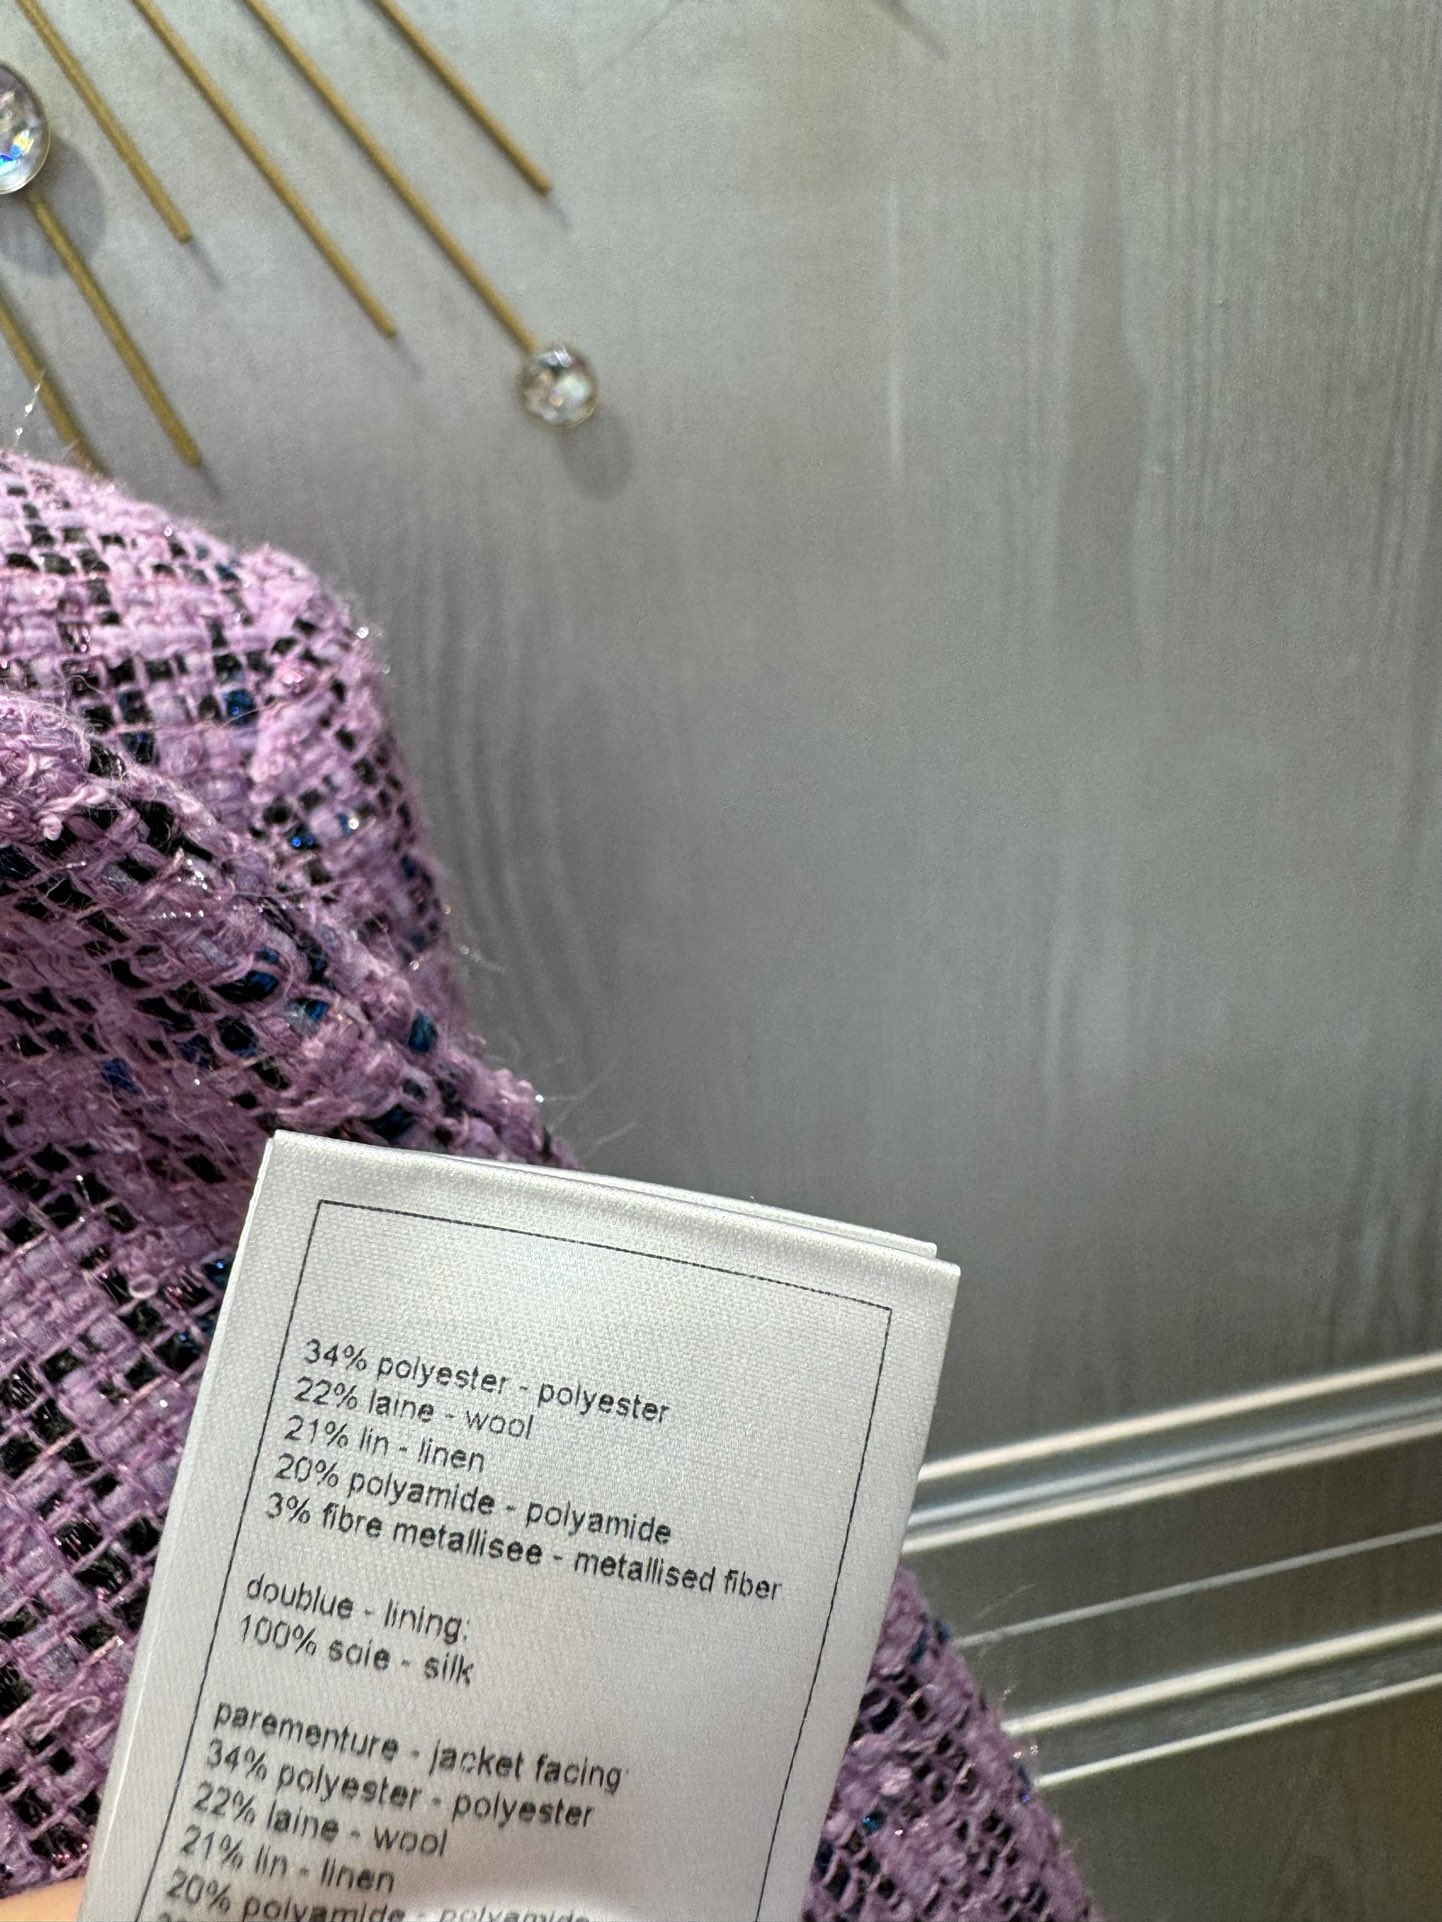 34% polyester - polyester
22% laine - wool
21% lin - linen
20% polyamide - polyamide
3% fibre metallisee - metallised fiber
doublue - lining:
100% soie - silk
parementure - jacket facing:
34% polyester - polyester
22% laine - wool
21% lin - linen
20% polyamide - polyamide